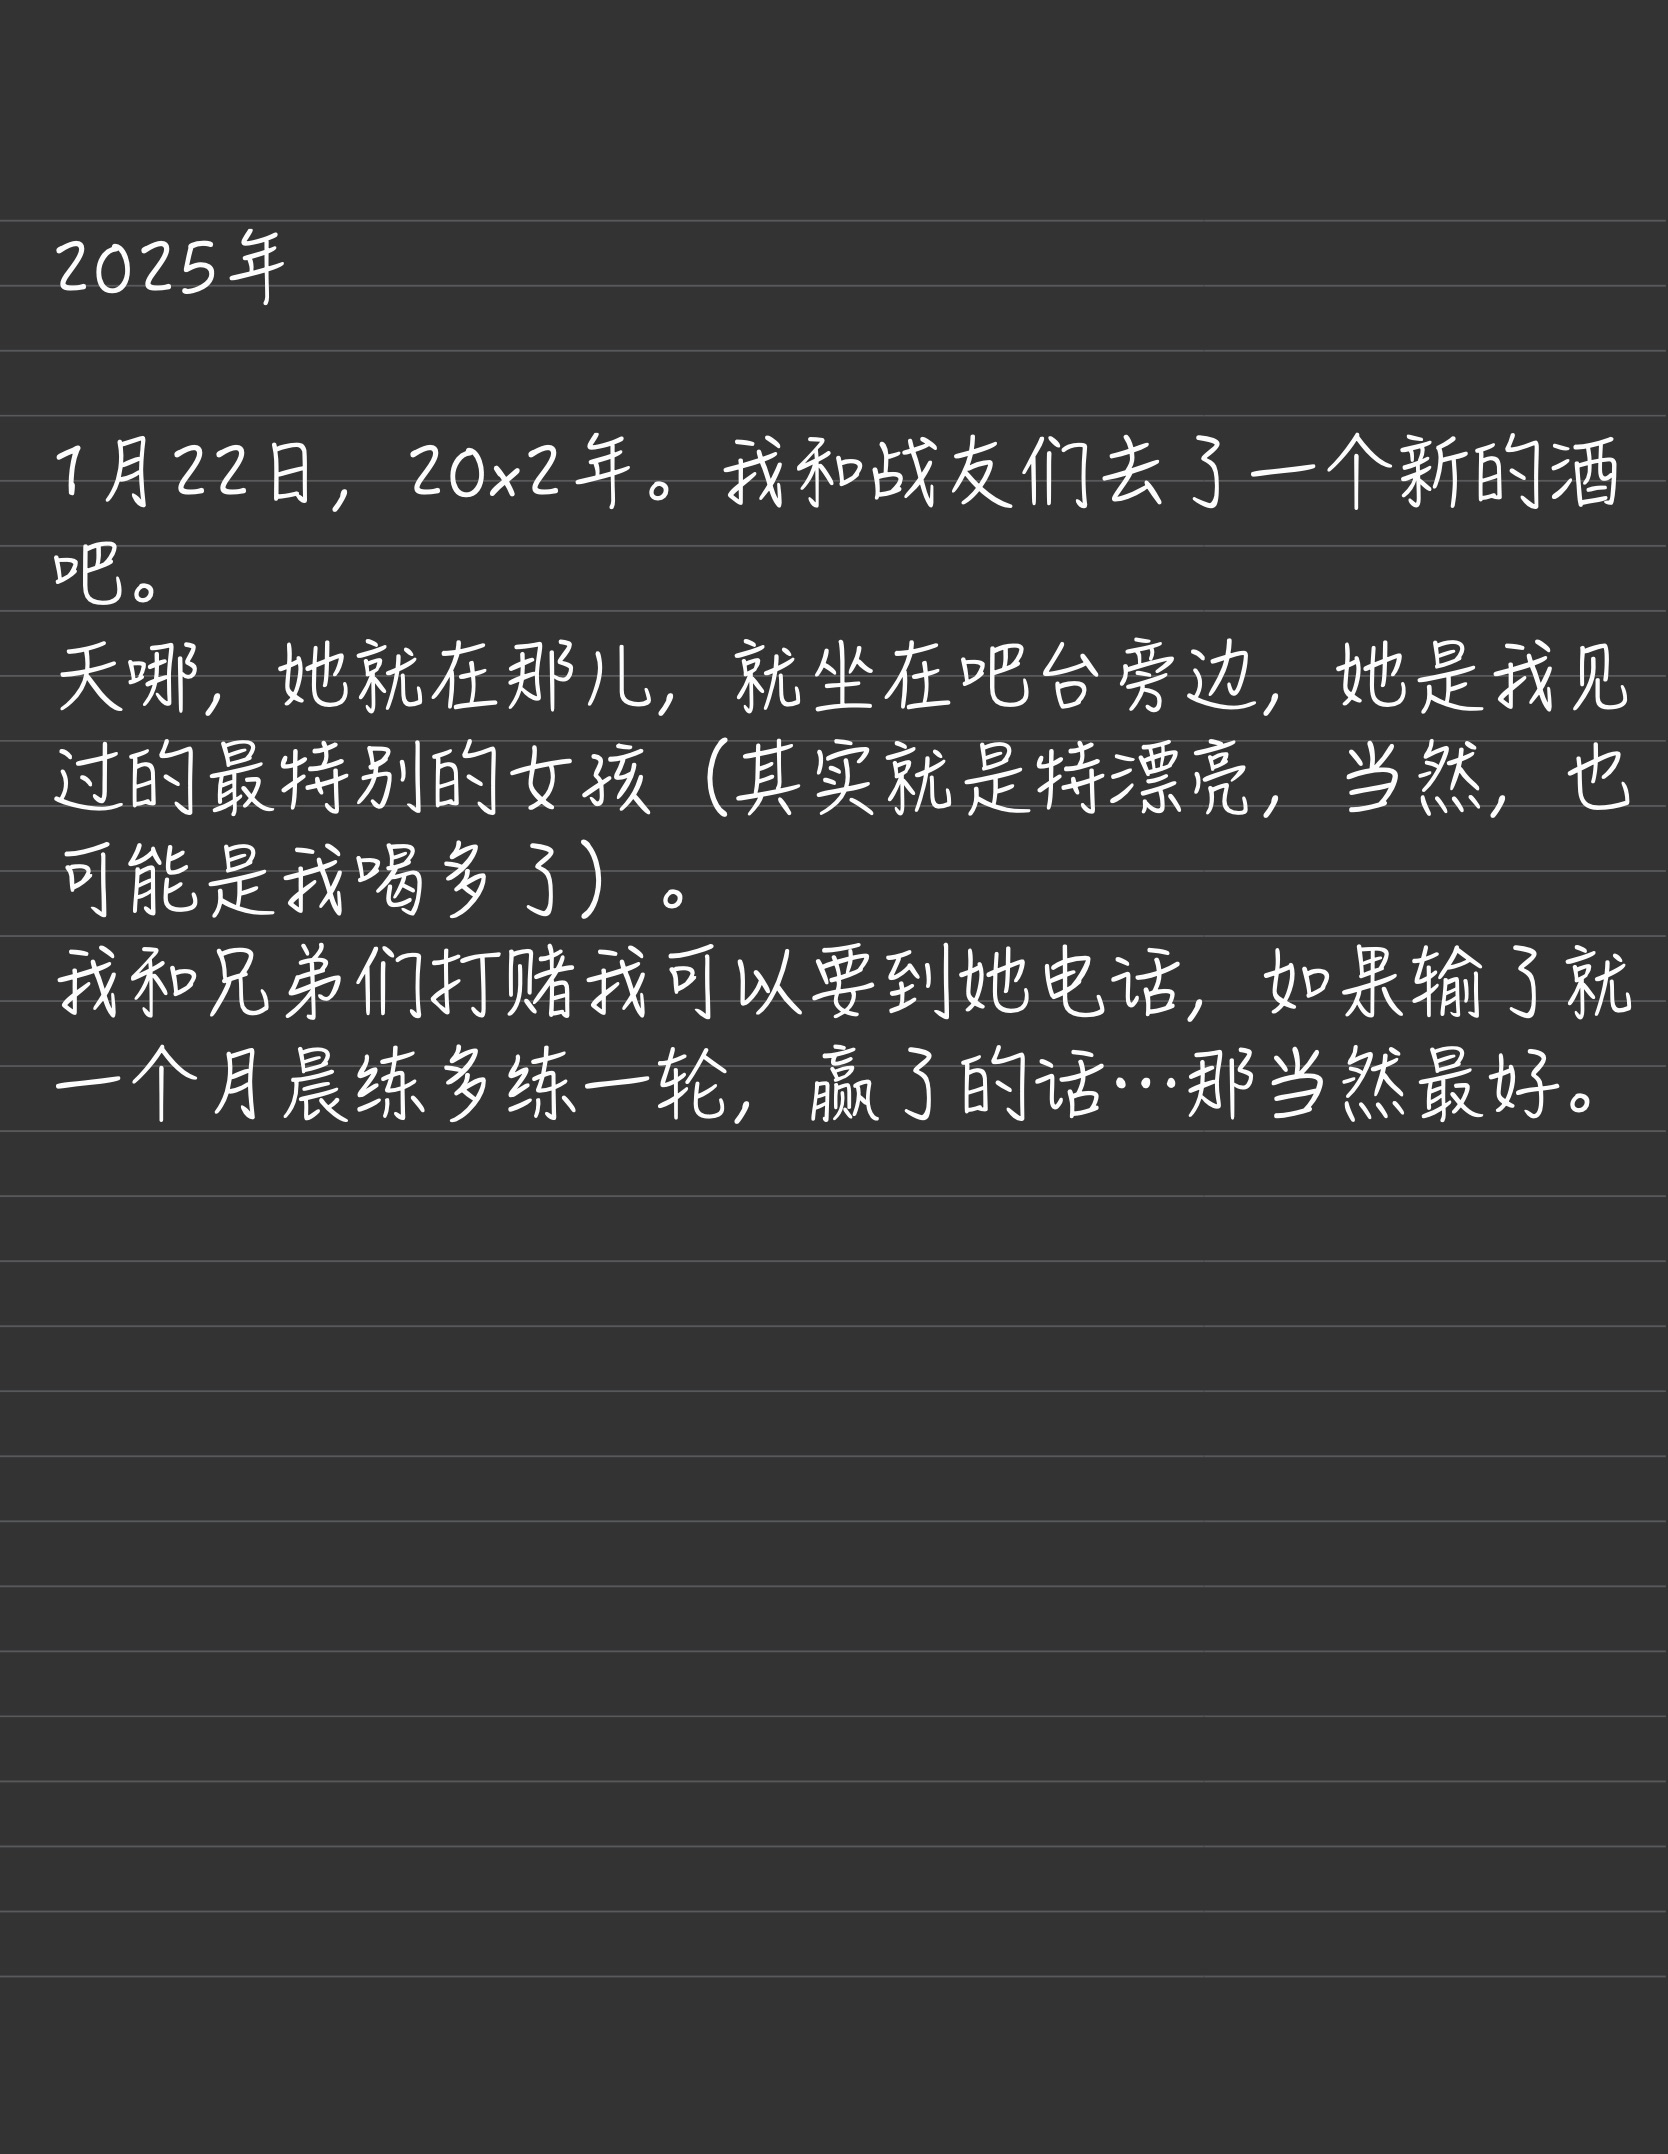 2025年
1月22日，20x2年。我和战友们去了一个新的酒
吧。
天哪，她就在那儿，就坐在吧台旁边，她是我见
过的最特别的女孩（其实就是特漂亮，当然，也
可能是我喝多了）。
我和兄弟们打赌我可以要到她电话，如果输了就
一个月晨练多练一轮，赢了的话…那当然最好。